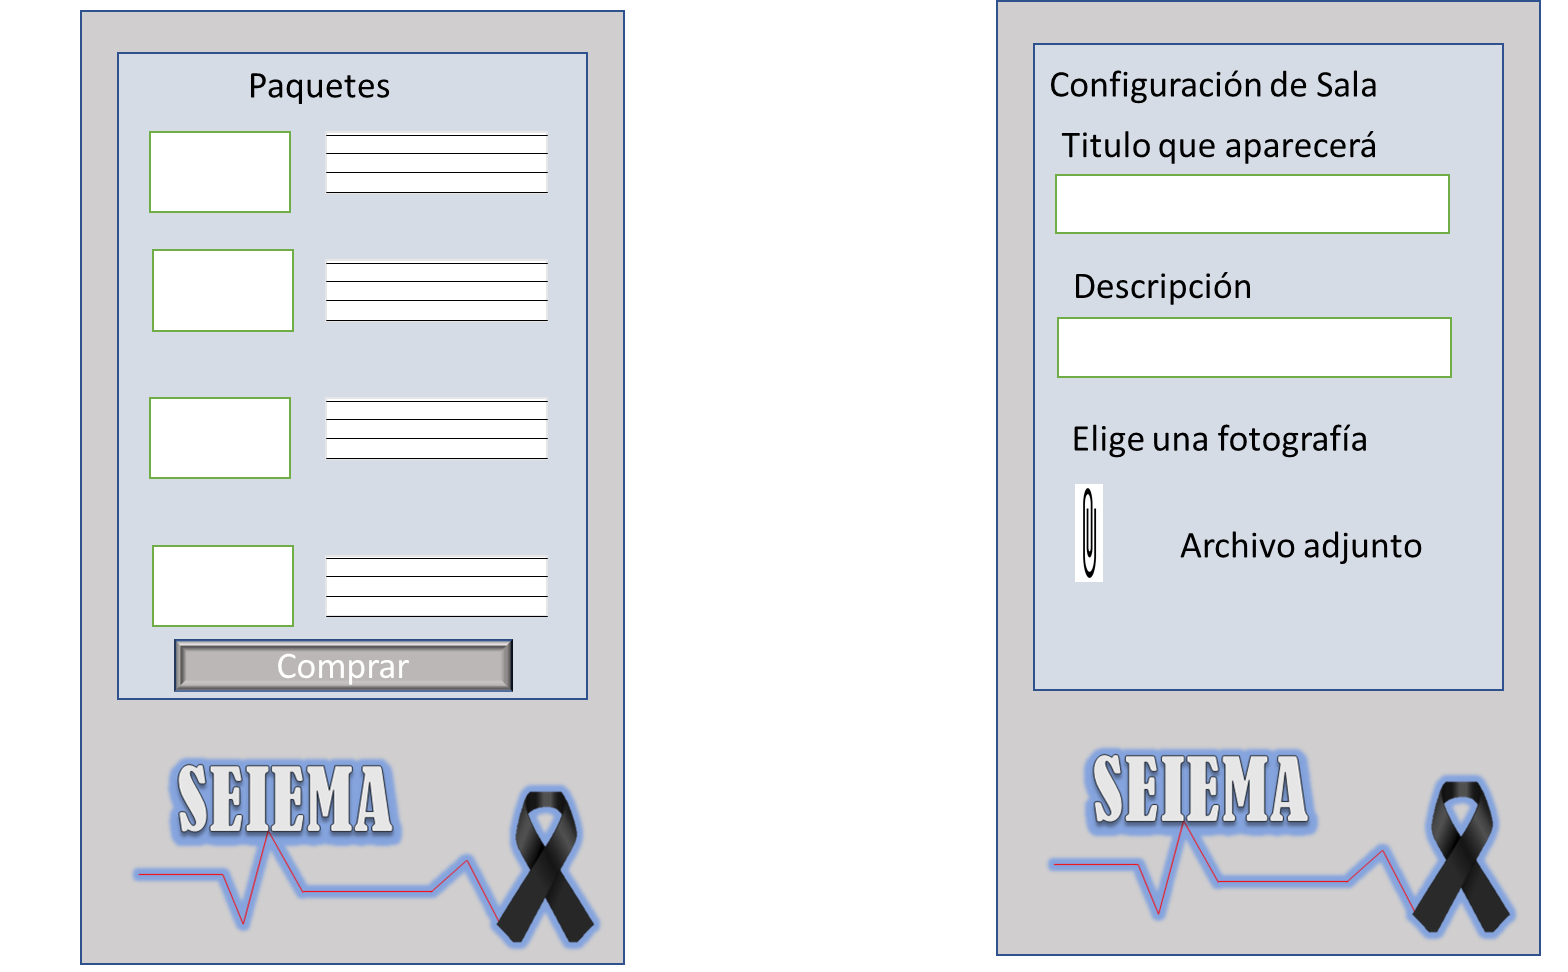 Paquetes
Comprar
SEIEMA
Configuración de Sala
Titulo que aparecerá
Descripción
Elige una fotografía
Archivo adjunto
SEIEMA